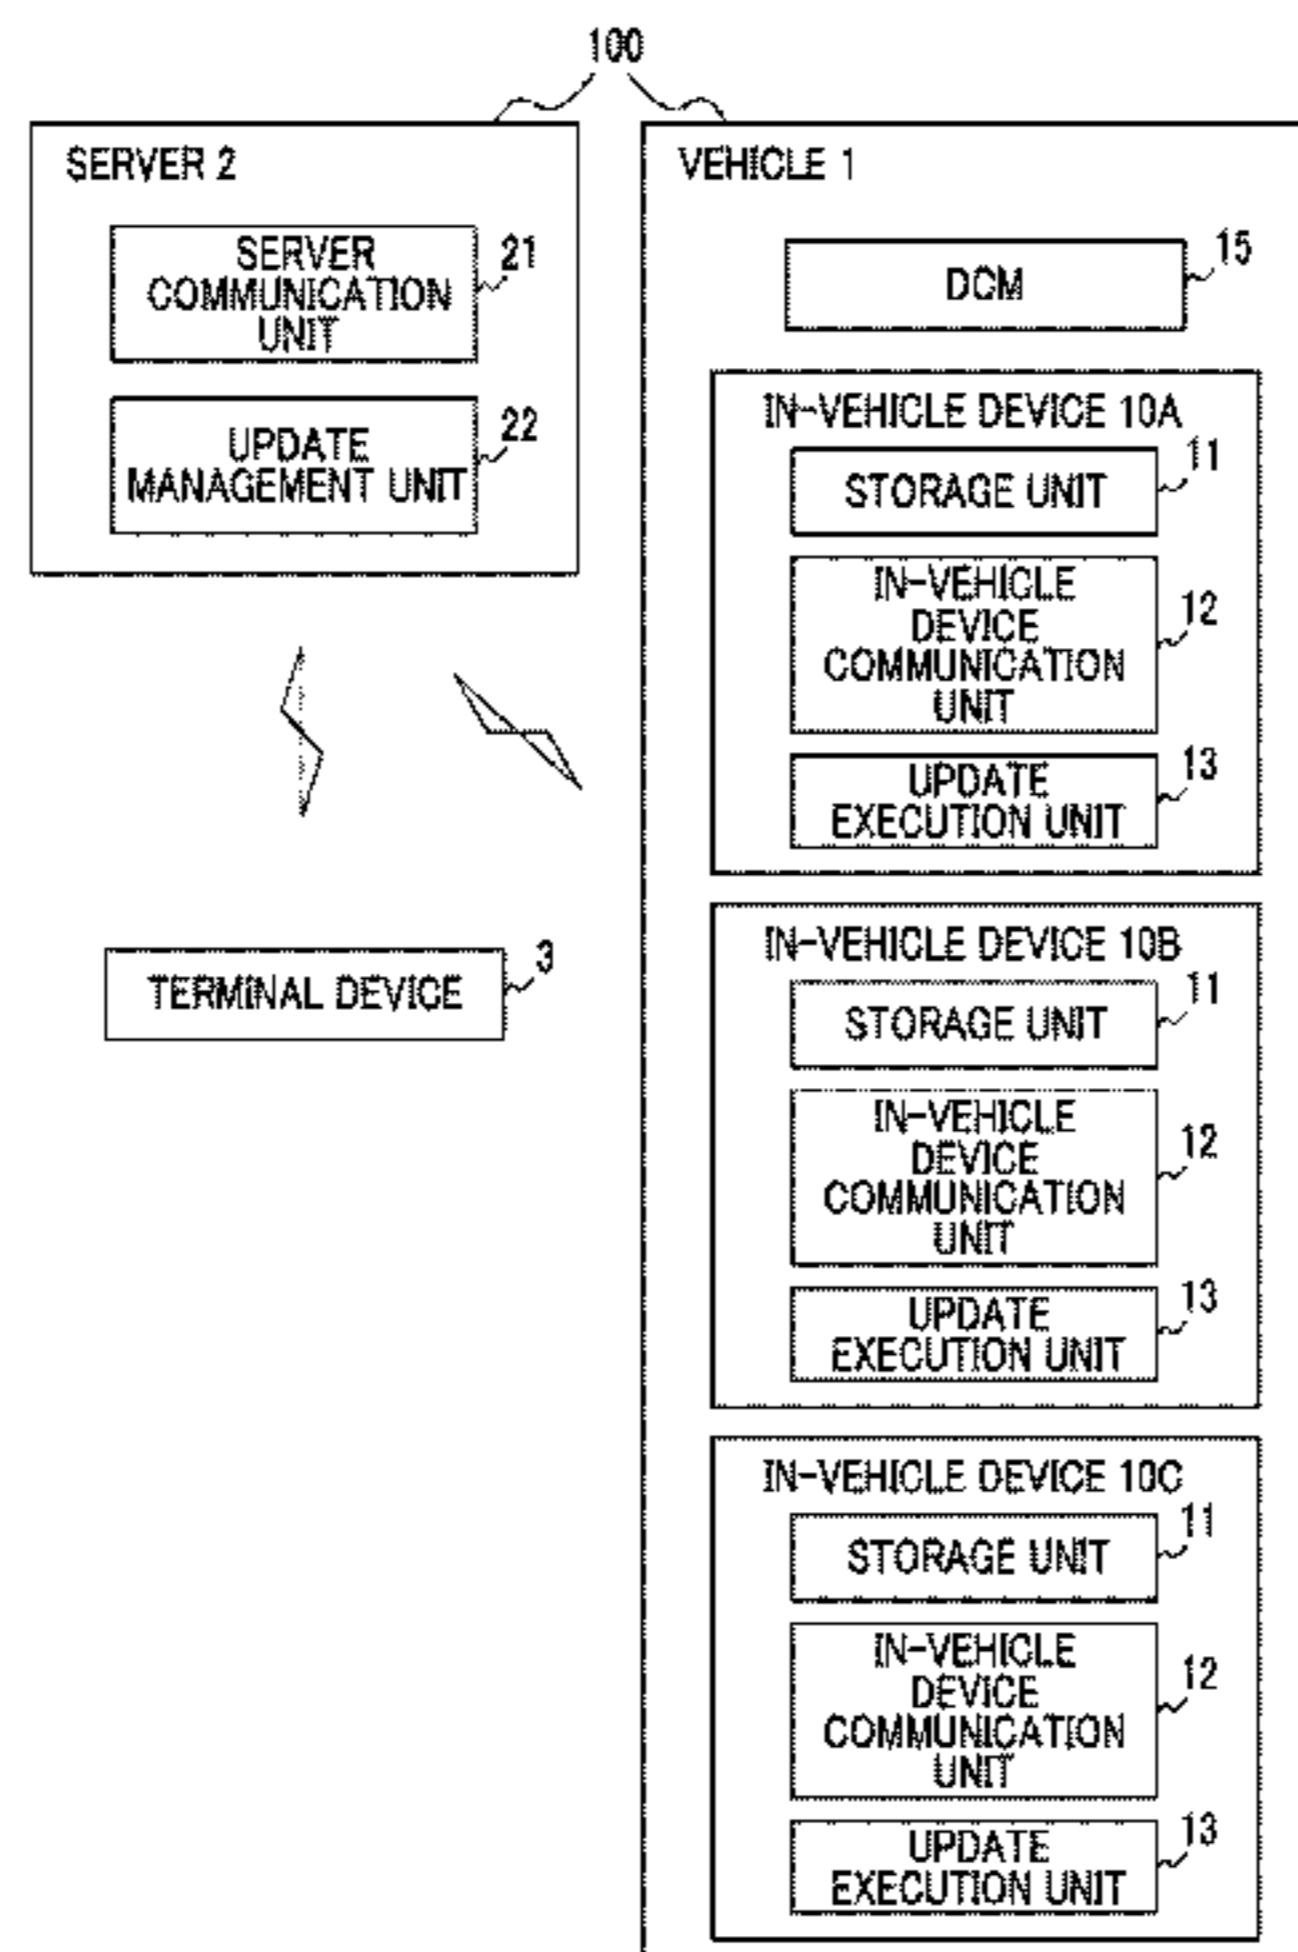 100
SERVER 2
SERVER
COMMUNICATION
UNIT
21
UPDATE
MANAGEMENT UNIT
22
TERMINAL DEVICE
3
VEHICLE 1
DCM
15
IN-VEHICLE DEVICE 10A
STORAGE UNIT
11
IN-VEHICLE
DEVICE
COMMUNICATION
UNIT
12
UPDATE
EXECUTION UNIT
13
IN-VEHICLE DEVICE 10B
STORAGE UNIT
11
IN-VEHICLE
DEVICE
COMMUNICATION
UNIT
12
UPDATE
EXECUTION UNIT
13
IN-VEHICLE DEVICE 10C
STORAGE UNIT
11
IN-VEHICLE
DEVICE
COMMUNICATION
UNIT
12
UPDATE
EXECUTION UNIT
13